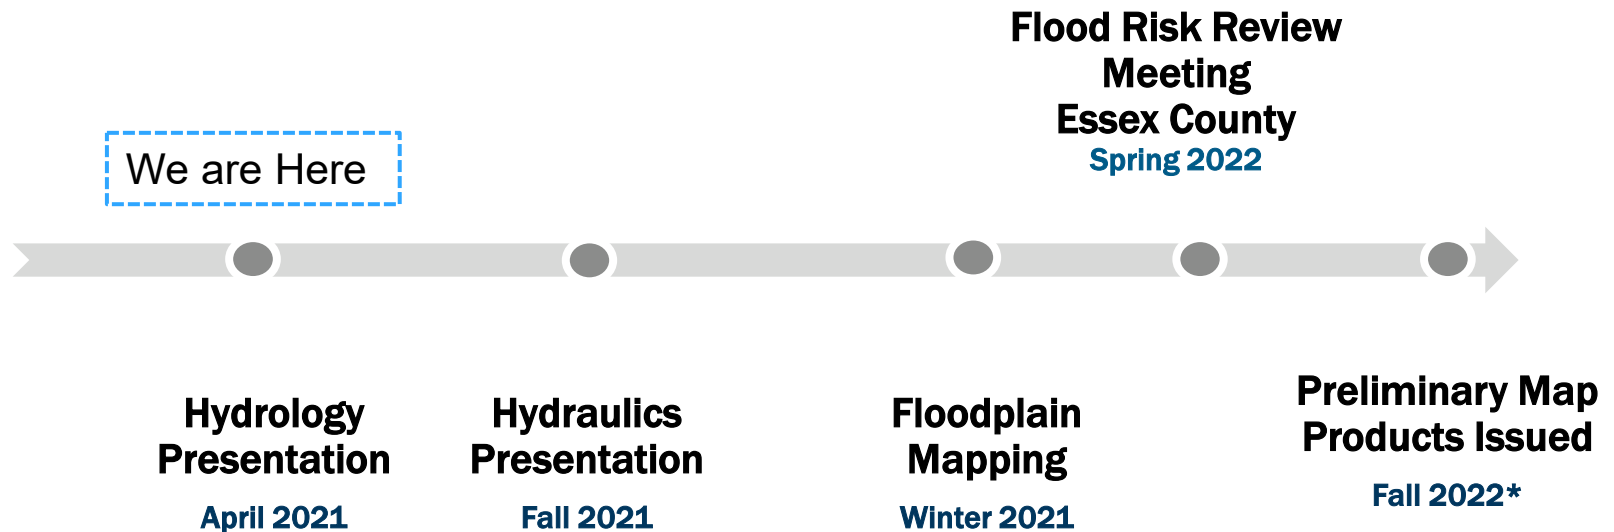 Flood Risk Review
Meeting
Essex County
Spring 2022
We are Here
Hydrology
Presentation
April 2021
Hydraulics
Presentation
Fall 2021
Floodplain
Mapping
Winter 2021
Preliminary Map
Products Issued
Fall 2022*